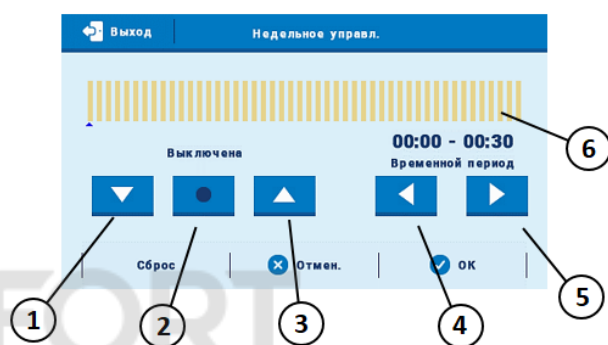 Выход
Недельное управл.
6
00:00 - 00:30
Выключена
Временной период
Сброс
Отмен.
OK
1
2
3
4
5
FORT